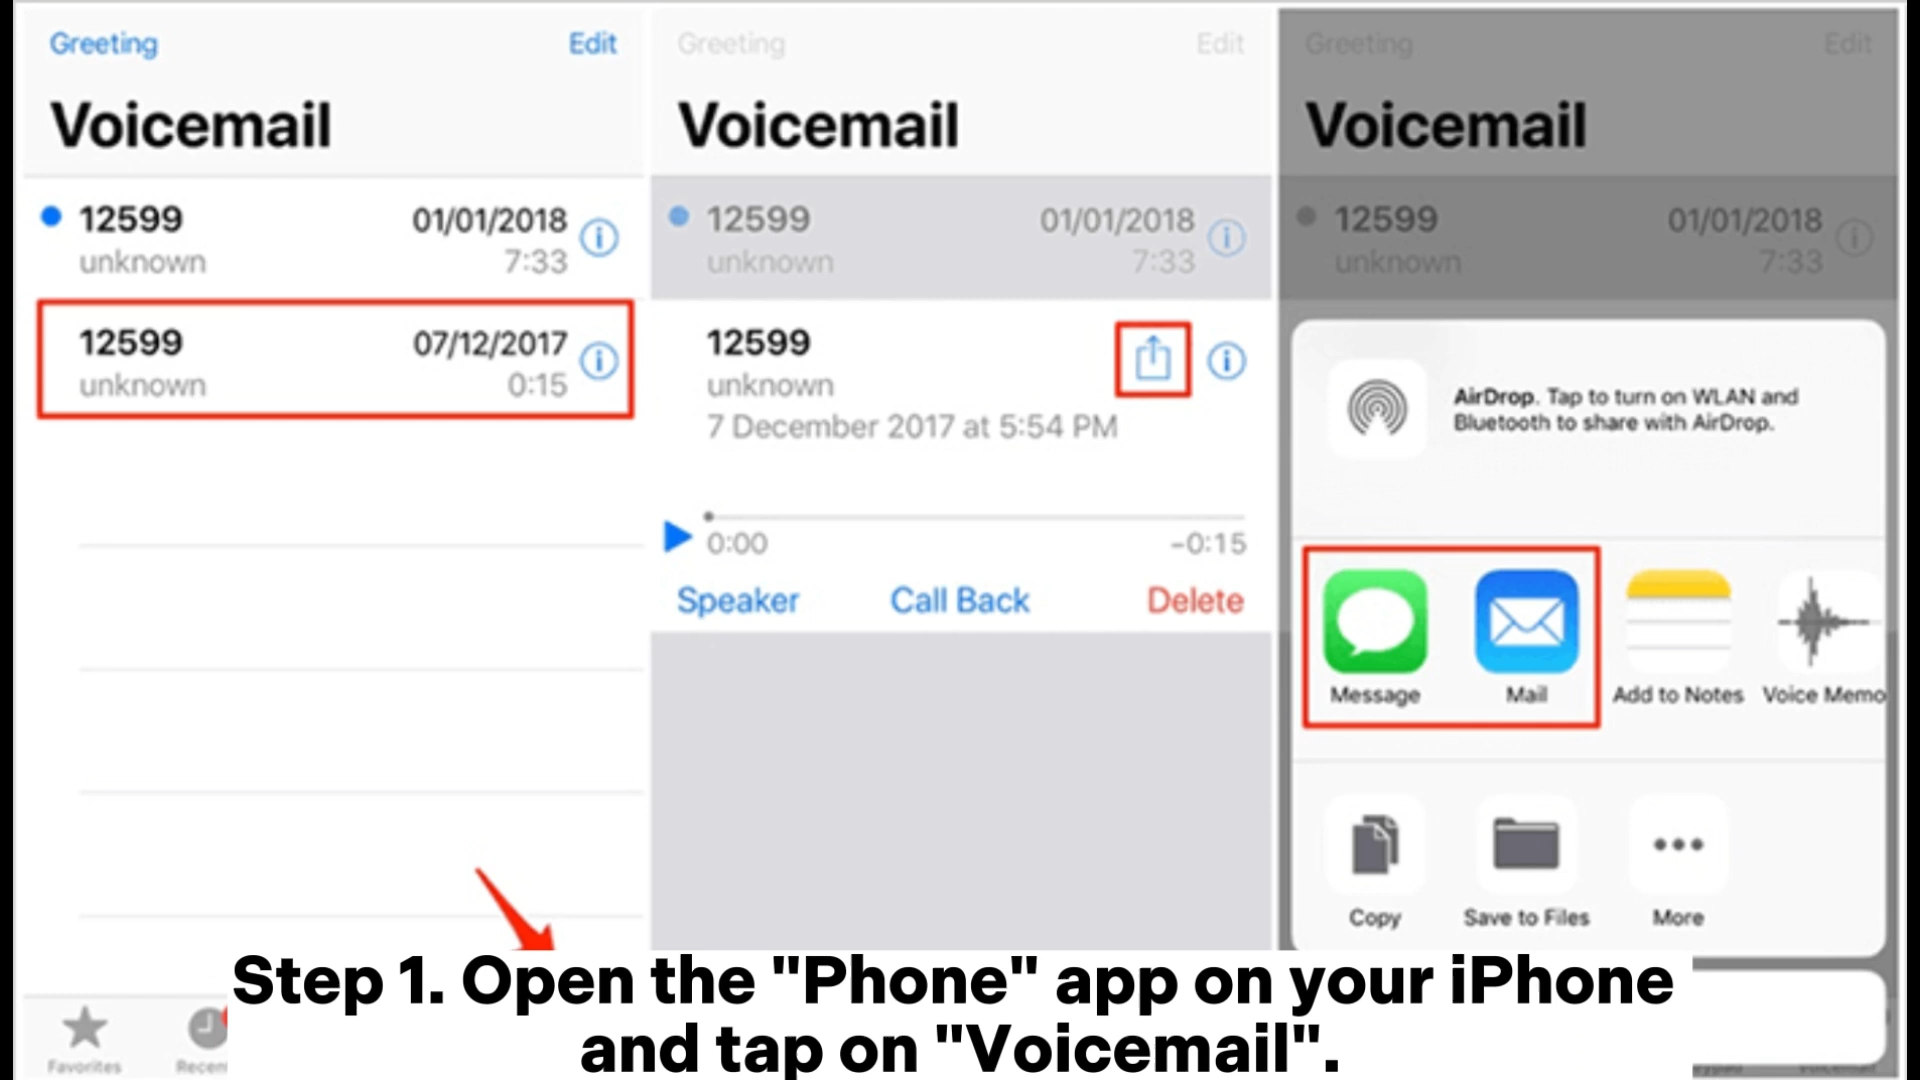 Greeting
Edit
Voicemail
12599
01/01/2018
unknown
7:33
12599
07/12/2017
unknown
0:15
Favorites
Greeting
Edit
Voicemail
12599
01/01/2018
unknown
7:33
12599
unknown
7 December 2017 at 5:54 PM
0:00
-0:15
Speaker
Call Back
Delete
Greeting
Edit
Voicemail
12599
01/01/2018
unknown
7:33
AirDrop. Tap to turn on WLAN and
Bluetooth to share with AirDrop.
Message
Mail
Add to Notes
Voice Memo
Copy
Save to Files
More
Step 1. Open the "Phone" app on your iPhone
and tap on "Voicemail".